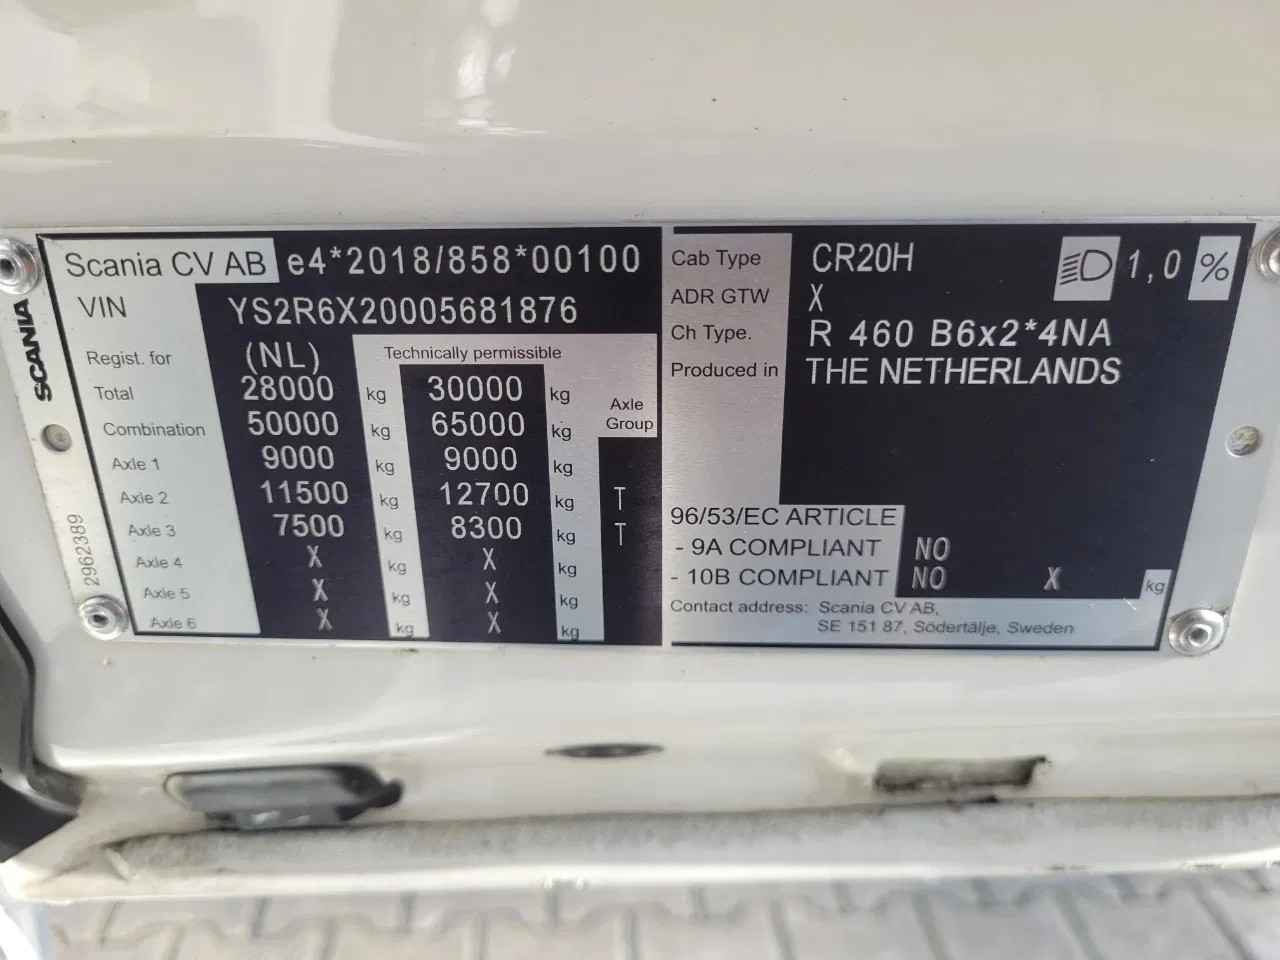 Scania CV AB e4*2018/858*00100
VIN YS2R6X20005681876
Regist. for (NL) Technically permissible
Total 28000 kg 30000 kg
Axle Group
Combination 50000 kg 65000 kg
Axle 1 9000 kg 9000 kg
Axle 2 11500 kg 12700 kg T
Axle 3 7500 kg 8300 kg T
Axle 4 X kg X kg
Axle 5 X kg X kg
Axle 6 X kg X kg
SCANIA
2962389
Cab Type CR20H 1,0 %
ADR GTW X
Ch Type. R 460 B6x2*4NA
Produced in THE NETHERLANDS
96/53/EC ARTICLE
- 9A COMPLIANT NO
- 10B COMPLIANT NO X kg
Contact address: Scania CV AB,
SE 151 87, Södertälje, Sweden